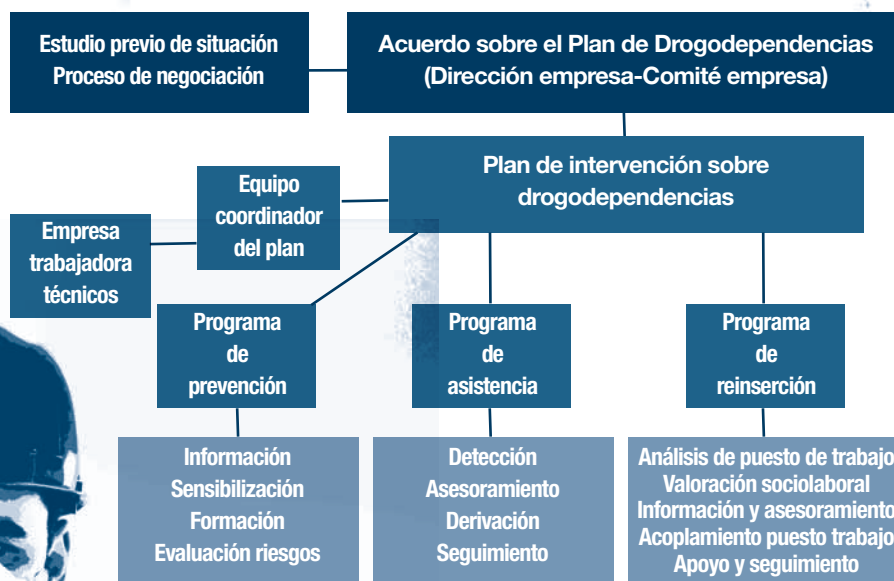 Estudio previo de situación
Proceso de negociación
Acuerdo sobre el Plan de Drogodependencias
(Dirección empresa-Comité empresa)
Plan de intervención sobre
drogodependencias
Equipo
coordinador
del plan
Empresa
trabajadora
técnicos
Programa
de
prevención
Programa
de
asistencia
Programa
de
reinserción
Información
Sensibilización
Formación
Evaluación riesgos
Detección
Asesoramiento
Derivación
Seguimiento
Análisis de puesto de trabajo
Valoración sociolaboral
Información y asesoramiento
Acoplamiento puesto trabajo
Apoyo y seguimiento